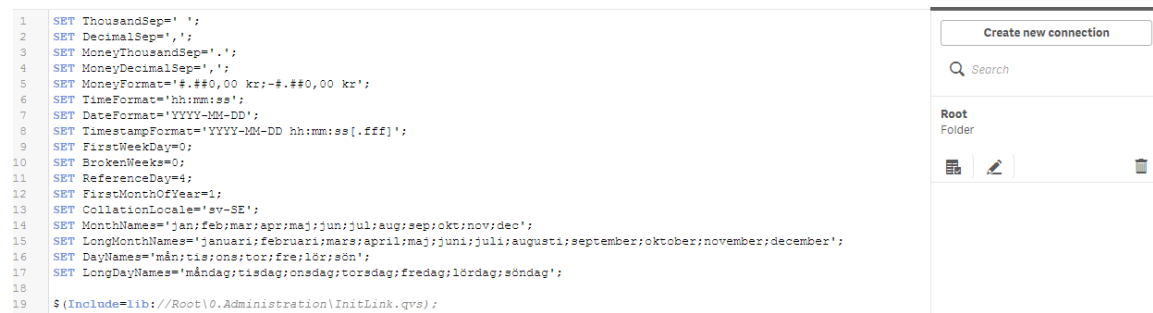 1 SET ThousandSep=' ';
2 SET DecimalSep=',';
3 SET MoneyThousandSep='.';
4 SET MoneyDecimalSep=',';
5 SET MoneyFormat='#.##0,00 kr;-#.##0,00 kr';
6 SET TimeFormat='hh:mm:ss';
7 SET DateFormat='YYYY-MM-DD';
8 SET TimestampFormat='YYYY-MM-DD hh:mm:ss[.fff]';
9 SET FirstWeekDay=0;
10 SET BrokenWeeks=0;
11 SET ReferenceDay=4;
12 SET FirstMonthOfYear=1;
13 SET CollationLocale='sv-SE';
14 SET MonthNames='jan;feb;mar;apr;maj;jun;jul;aug;sep;okt;nov;dec';
15 SET LongMonthNames='januari;februari;mars;april;maj;juni;juli;augusti;september;oktober;november;december';
16 SET DayNames='mån;tis;ons;tor;fre;lör;sön';
17 SET LongDayNames='måndag;tisdag;onsdag;torsdag;fredag;lördag;söndag';
18
19 $(Include=lib://Root\0.Administration\InitLink.qvs);
Create new connection
Search
Root
Folder